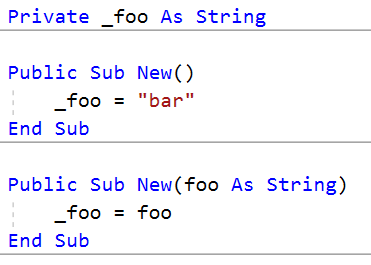 Private _foo As String
Public Sub New()
    _foo = "bar"
End Sub
Public Sub New(foo As String)
    _foo = foo
End Sub